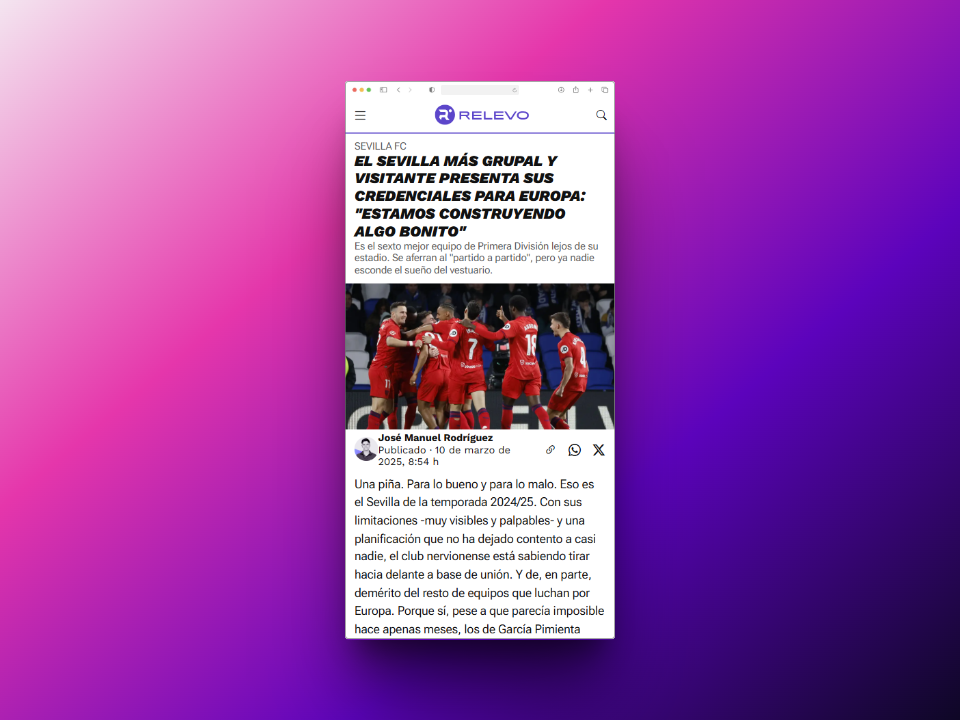 RELEVO
SEVILLA FC
EL SEVILLA MÁS GRUPAL Y
VISITANTE PRESENTA SUS
CREDENCIALES PARA EUROPA:
"ESTAMOS CONSTRUYENDO
ALGO BONITO"
Es el sexto mejor equipo de Primera División lejos de su
estadio. Se aferran al "partido a partido", pero ya nadie
esconde el sueño del vestuario.
7
18
4
11
José Manuel Rodríguez
Publicado · 10 de marzo de
2025, 8:54 h
Una piña. Para lo bueno y para lo malo. Eso es
el Sevilla de la temporada 2024/25. Con sus
limitaciones -muy visibles y palpables- y una
planificación que no ha dejado contento a casi
nadie, el club nervionense está sabiendo tirar
hacia delante a base de unión. Y de, en parte,
demérito del resto de equipos que luchan por
Europa. Porque sí, pese a que parecía imposible
hace apenas meses, los de García Pimienta